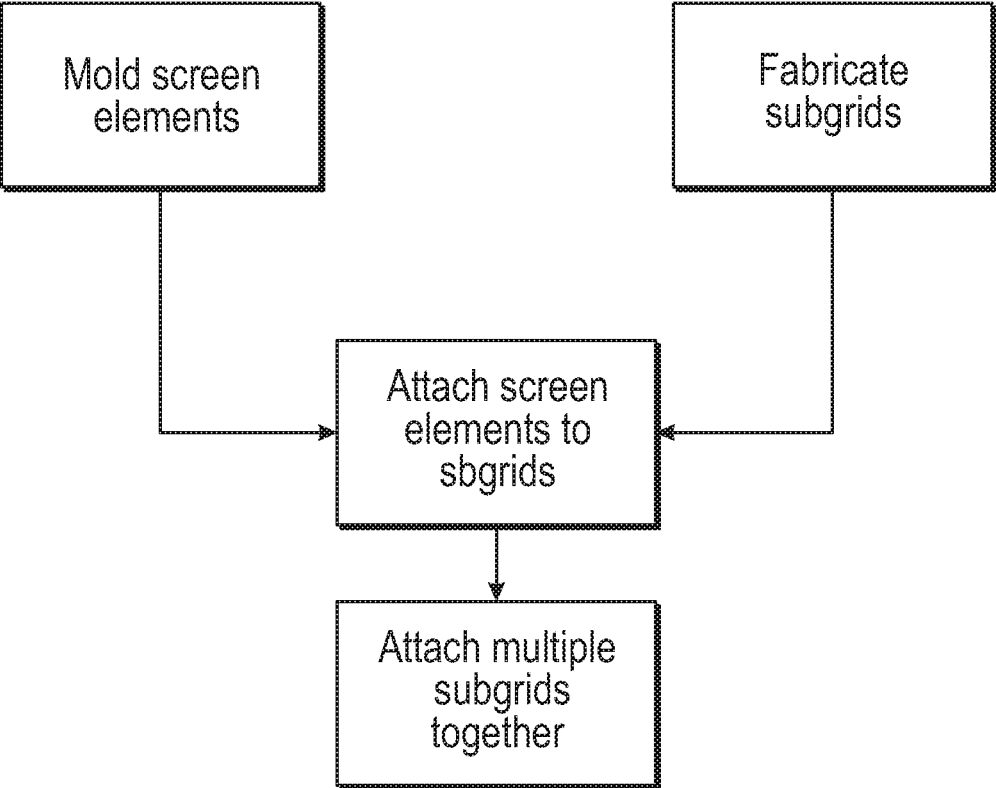 Mold screen
elements
Fabricate
subgrids
Attach screen
elements to
sbgrids
Attach multiple
subgrids
together